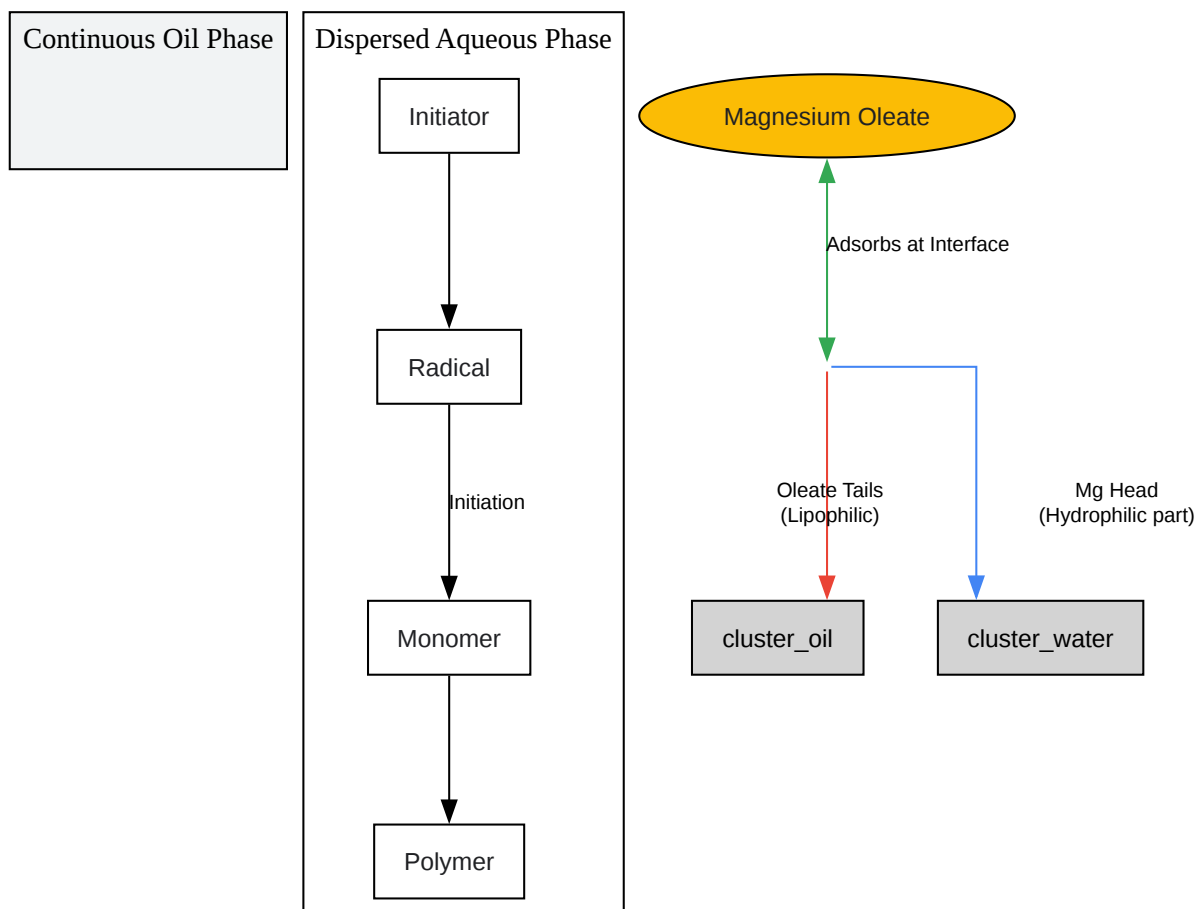 Continuous Oil Phase
Dispersed Aqueous Phase
Initiator
Magnesium Oleate
Adsorbs at Interface
Radical
Initiation
Oleate Tails
(Lipophilic)
Mg Head
(Hydrophilic part)
Monomer
cluster_oil
cluster_water
Polymer